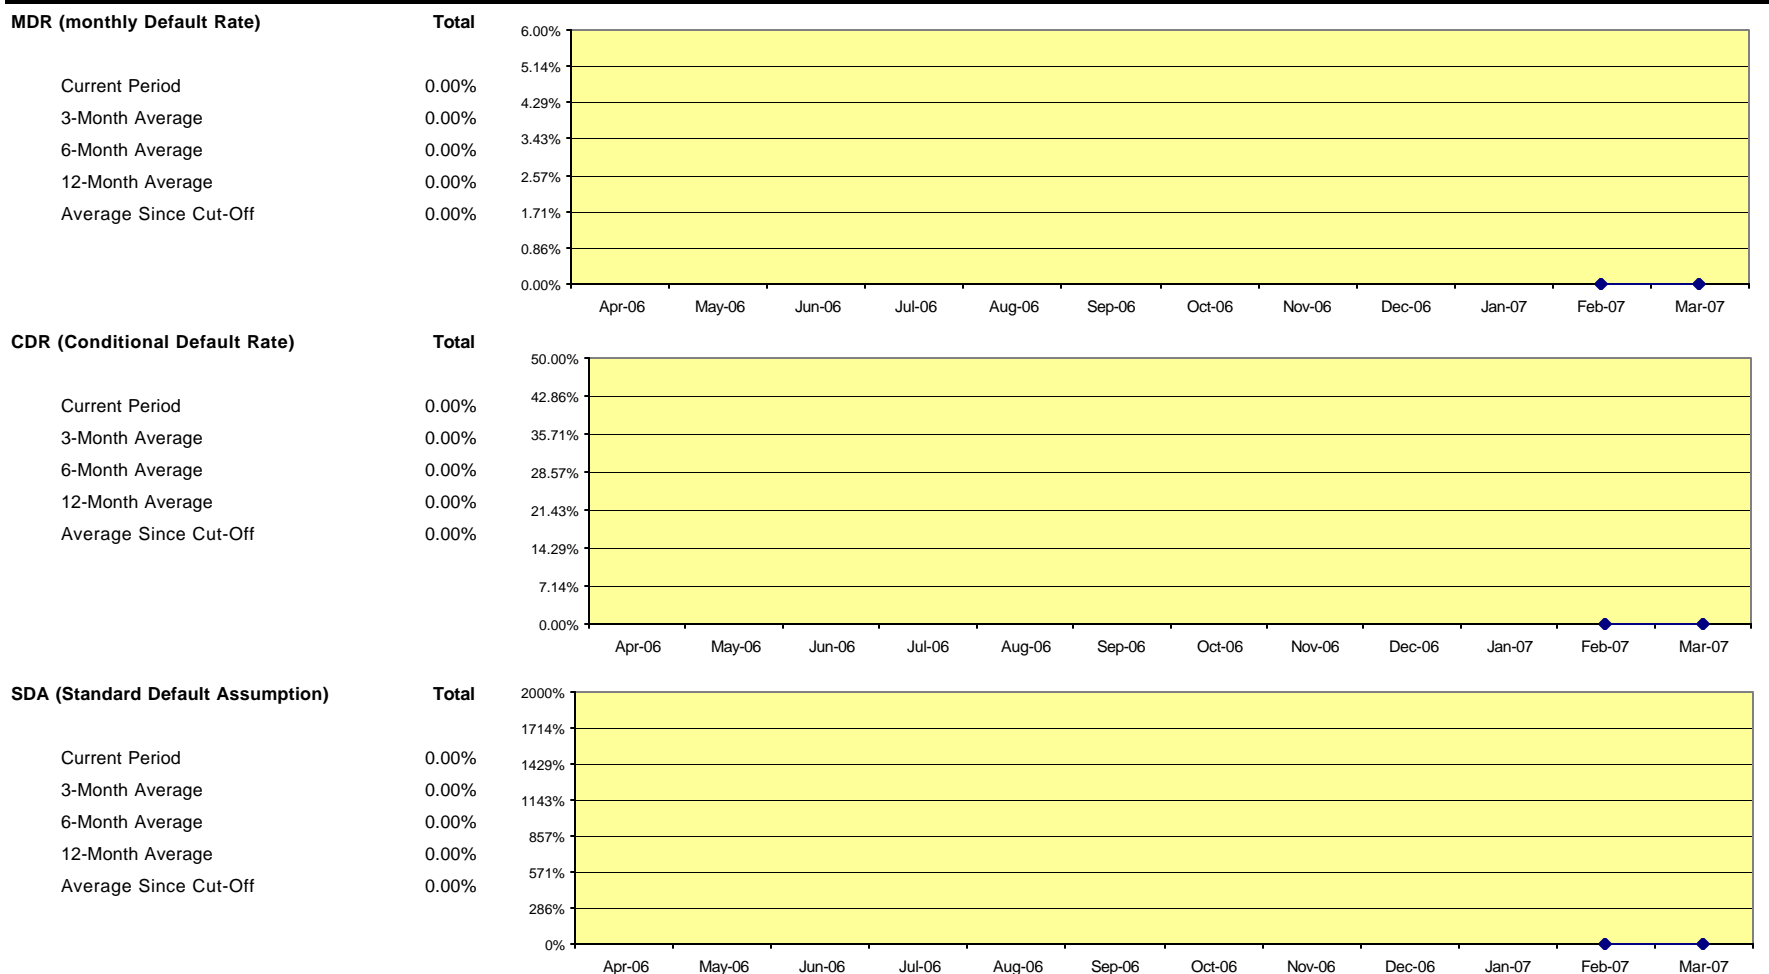 MDR (monthly Default Rate) Total
Current Period 0.00%
3-Month Average 0.00%
6-Month Average 0.00%
12-Month Average 0.00%
Average Since Cut-Off 0.00%
6.00%
5.14%
4.29%
3.43%
2.57%
1.71%
0.86%
0.00%
Apr-06 May-06 Jun-06 Jul-06 Aug-06 Sep-06 Oct-06 Nov-06 Dec-06 Jan-07 Feb-07 Mar-07
CDR (Conditional Default Rate) Total
Current Period 0.00%
3-Month Average 0.00%
6-Month Average 0.00%
12-Month Average 0.00%
Average Since Cut-Off 0.00%
50.00%
42.86%
35.71%
28.57%
21.43%
14.29%
7.14%
0.00%
Apr-06 May-06 Jun-06 Jul-06 Aug-06 Sep-06 Oct-06 Nov-06 Dec-06 Jan-07 Feb-07 Mar-07
SDA (Standard Default Assumption) Total
Current Period 0.00%
3-Month Average 0.00%
6-Month Average 0.00%
12-Month Average 0.00%
Average Since Cut-Off 0.00%
2000%
1714%
1429%
1143%
857%
571%
286%
0%
Apr-06 May-06 Jun-06 Jul-06 Aug-06 Sep-06 Oct-06 Nov-06 Dec-06 Jan-07 Feb-07 Mar-07